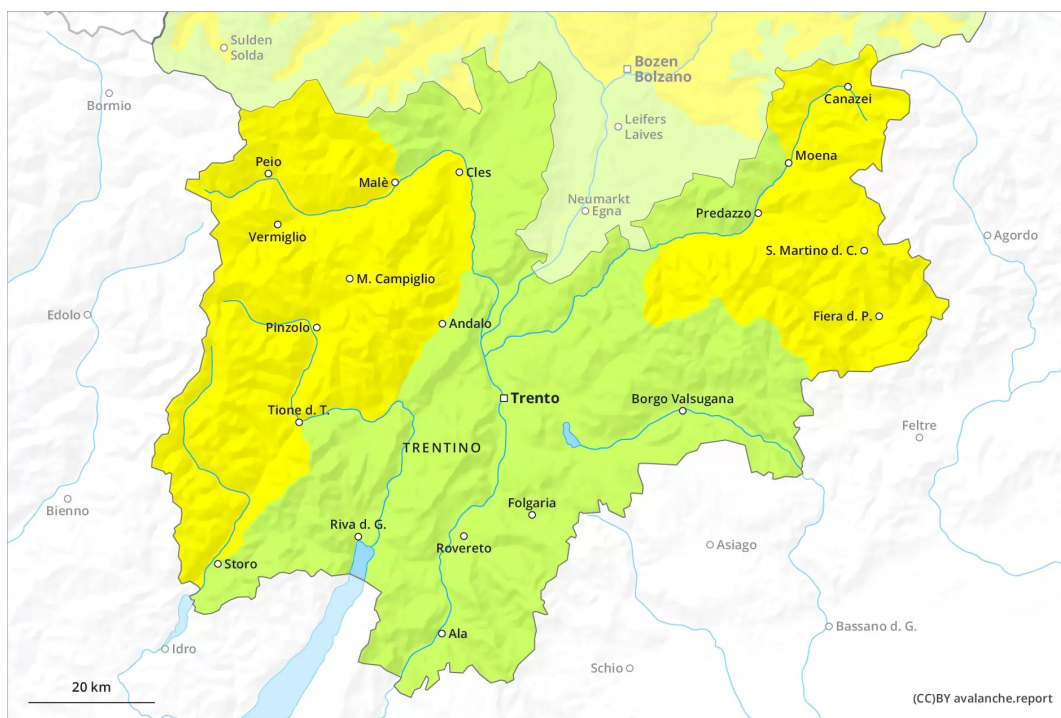 Sulden
Solda
Bozen
Bolzano
Bormio
Canazei
Leifers
Laives
Peio
Malè
Cles
Moena
Neumarkt
Egna
Predazzo
Vermiglio
S. Martino d. C.
Agordo
M. Campiglio
Edolo
Pinzolo
Andalo
Fiera d. P.
Trento
Borgo Valsugana
Tione d. T.
Feltre
TRENTINO
Bienno
Folgaria
Riva d. G.
Rovereto
Asiago
Storo
Ala
Bassano d. G.
Idro
Schio
20 km
(CC)BY avalanche.report